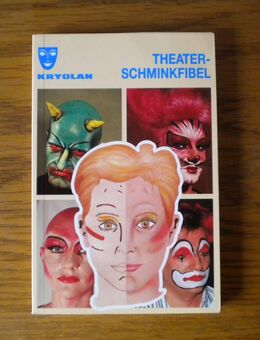 KRYOLAN
THEATER-
SCHMINKFIBEL